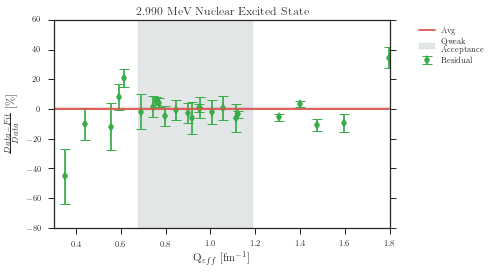 2.990 MeV Nuclear Excited State
Avg
Qweak
Acceptance
Residual
Data−Fit
Data [%]
60
40
20
0
−20
−40
−60
−80
0.4 0.6 0.8 1.0 1.2 1.4 1.6 1.8
Q_eff [fm⁻¹]